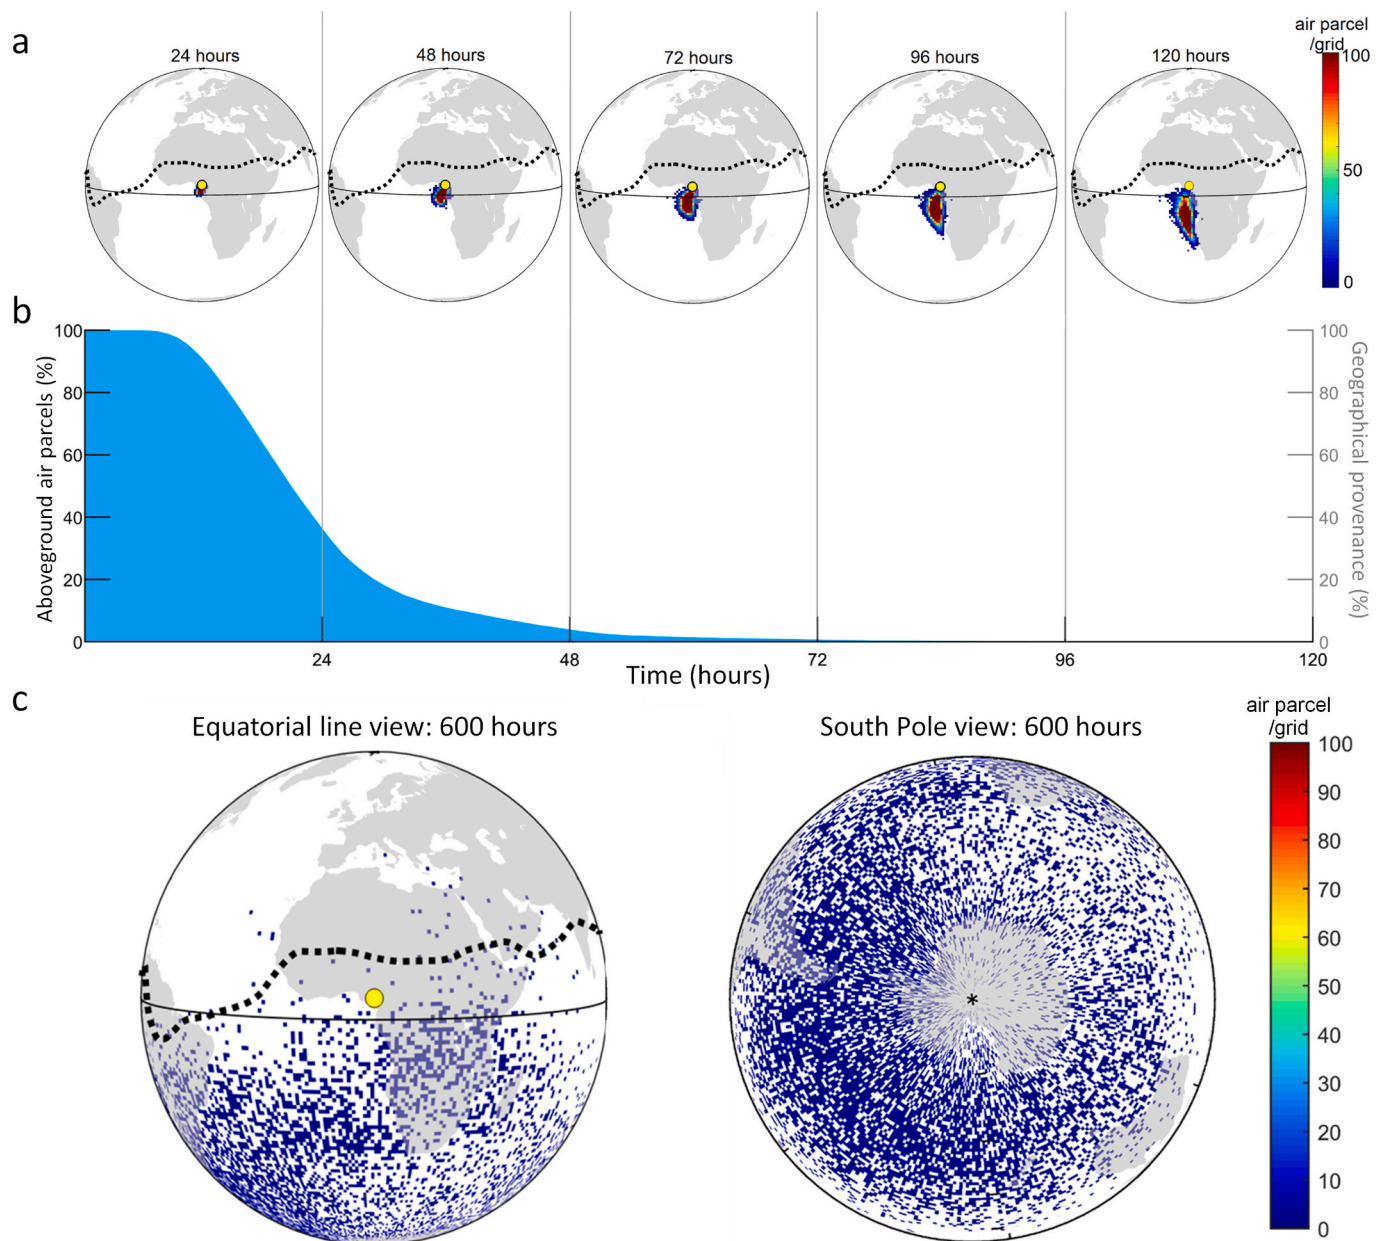 a
24 hours
48 hours
72 hours
96 hours
120 hours
air parcel
/grid
100
50
0
b
Aboveground air parcels (%)
100
80
60
40
20
0
100
80
60
40
20
0
Geographical provenance (%)
24
48
72
96
120
Time (hours)
c
Equatorial line view: 600 hours
South Pole view: 600 hours
*
air parcel
/grid
100
90
80
70
60
50
40
30
20
10
0